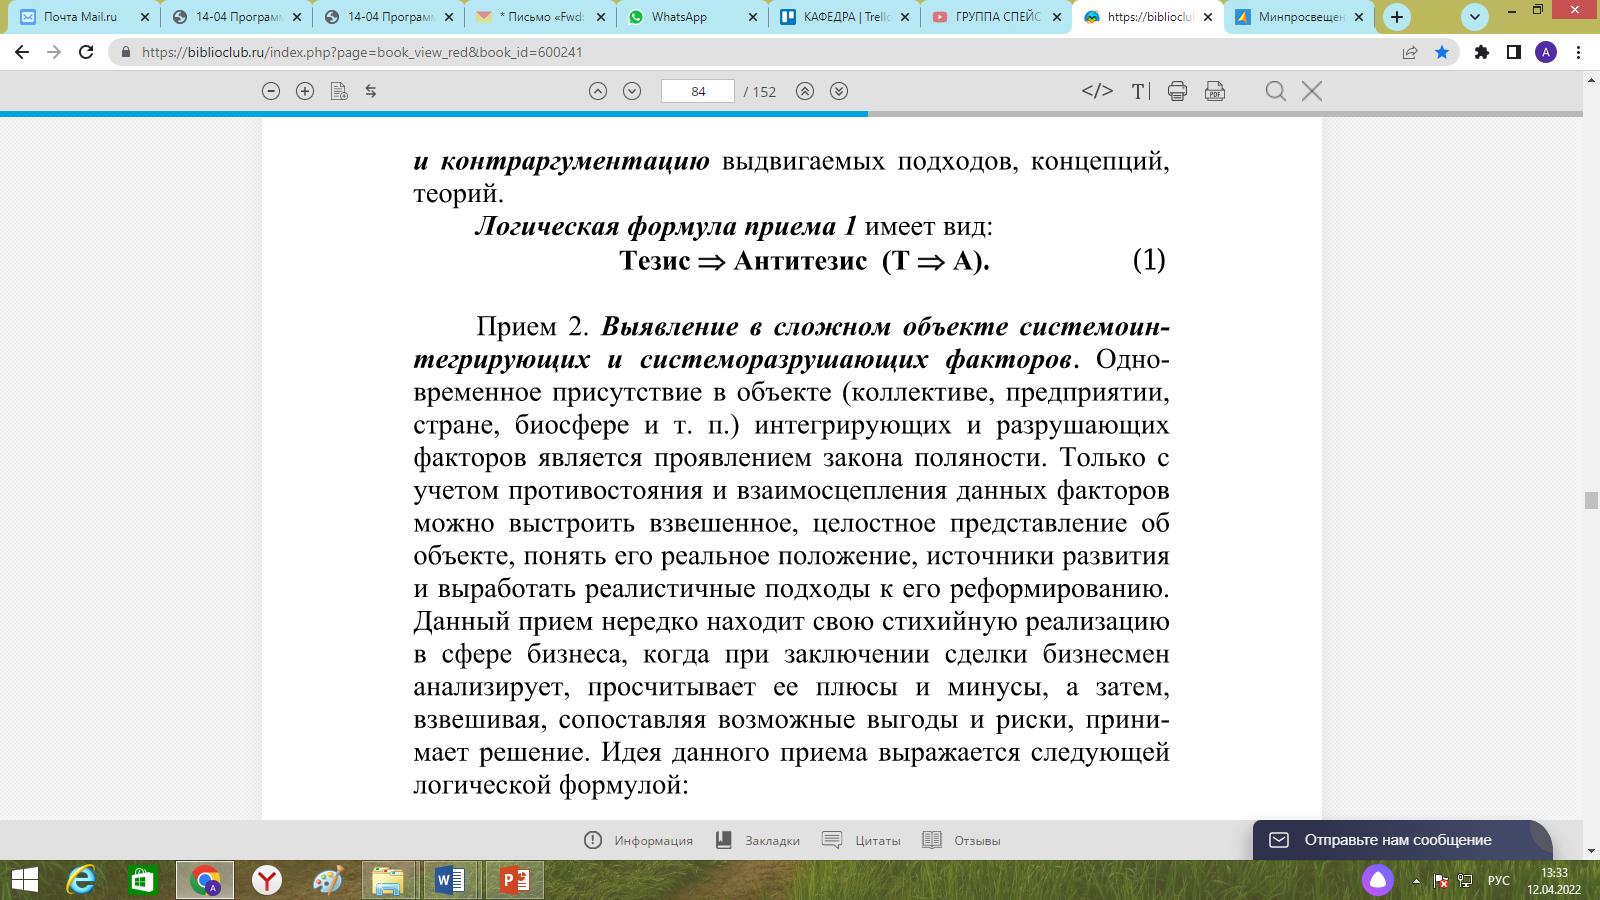 Почта Mail.ru
14-04 Програм
14-04 Програм
* Письмо «Fwd:
WhatsApp
КАФЕДРА | Trell
ГРУППА СПЕЙС
https://biblioclu
Минпросвещен
https://biblioclub.ru/index.php?page=book_view_red&book_id=600241
A
84 / 152
</> T|
PDF
и контраргументацию выдвигаемых подходов, концепций,
теорий.
Логическая формула приема 1 имеет вид:
Тезис ⇒ Антитезис (Т ⇒ А). (1)
Прием 2. Выявление в сложном объекте системоин-
тегрирующих и системоразрушающих факторов. Одно-
временное присутствие в объекте (коллективе, предприятии,
стране, биосфере и т. п.) интегрирующих и разрушающих
факторов является проявлением закона поляности. Только с
учетом противостояния и взаимосцепления данных факторов
можно выстроить взвешенное, целостное представление об
объекте, понять его реальное положение, источники развития
и выработать реалистичные подходы к его реформированию.
Данный прием нередко находит свою стихийную реализацию
в сфере бизнеса, когда при заключении сделки бизнесмен
анализирует, просчитывает ее плюсы и минусы, а затем,
взвешивая, сопоставляя возможные выгоды и риски, прини-
мает решение. Идея данного приема выражается следующей
логической формулой:
Информация
Закладки
Цитаты
Отзывы
Отправьте нам сообщение
РУС
13:33
12.04.2022